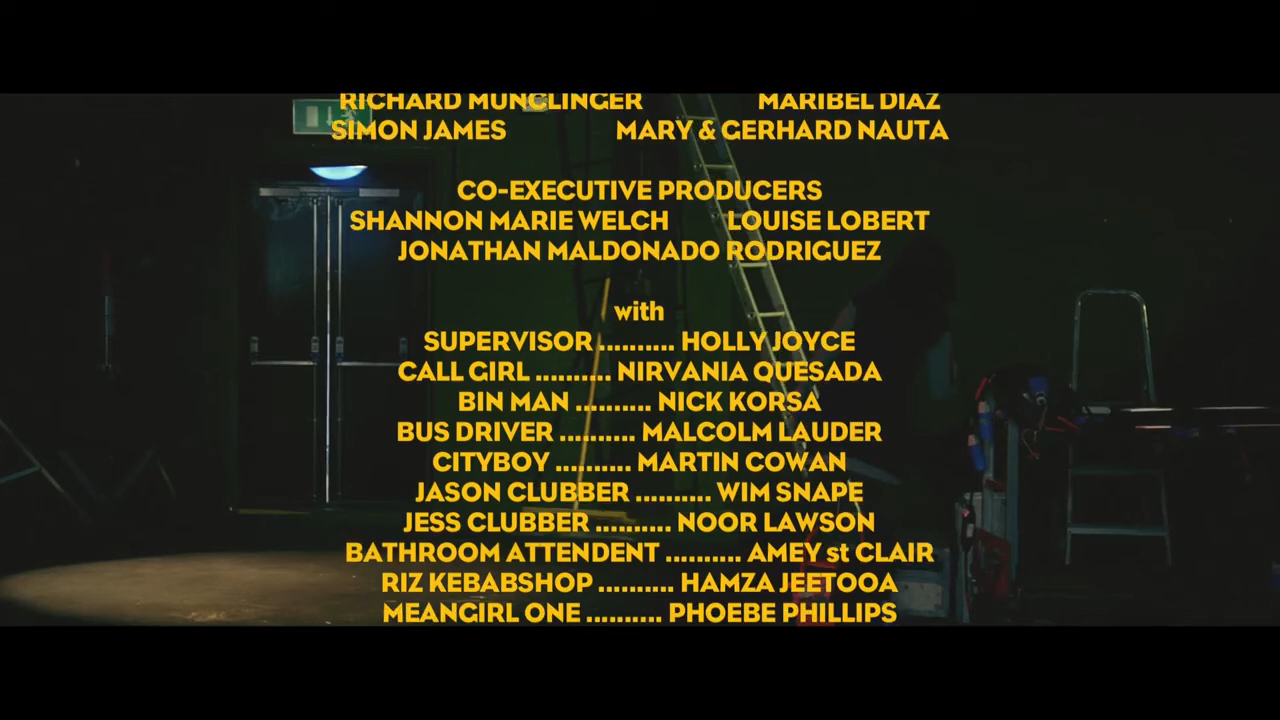 RICHARD MUNCLINGER MARIBEL DIAZ
SIMON JAMES MARY & GERHARD NAUTA
CO-EXECUTIVE PRODUCERS
SHANNON MARIE WELCH LOUISE LOBERT
JONATHAN MALDONADO RODRIGUEZ
with
SUPERVISOR .......... HOLLY JOYCE
CALL GIRL .......... NIRVANIA QUESADA
BIN MAN .......... NICK KORSA
BUS DRIVER .......... MALCOLM LAUDER
CITYBOY .......... MARTIN COWAN
JASON CLUBBER .......... WIM SNAPE
JESS CLUBBER .......... NOOR LAWSON
BATHROOM ATTENDENT .......... AMEY st CLAIR
RIZ KEBABSHOP .......... HAMZA JEETOOA
MEANGIRL ONE .......... PHOEBE PHILLIPS